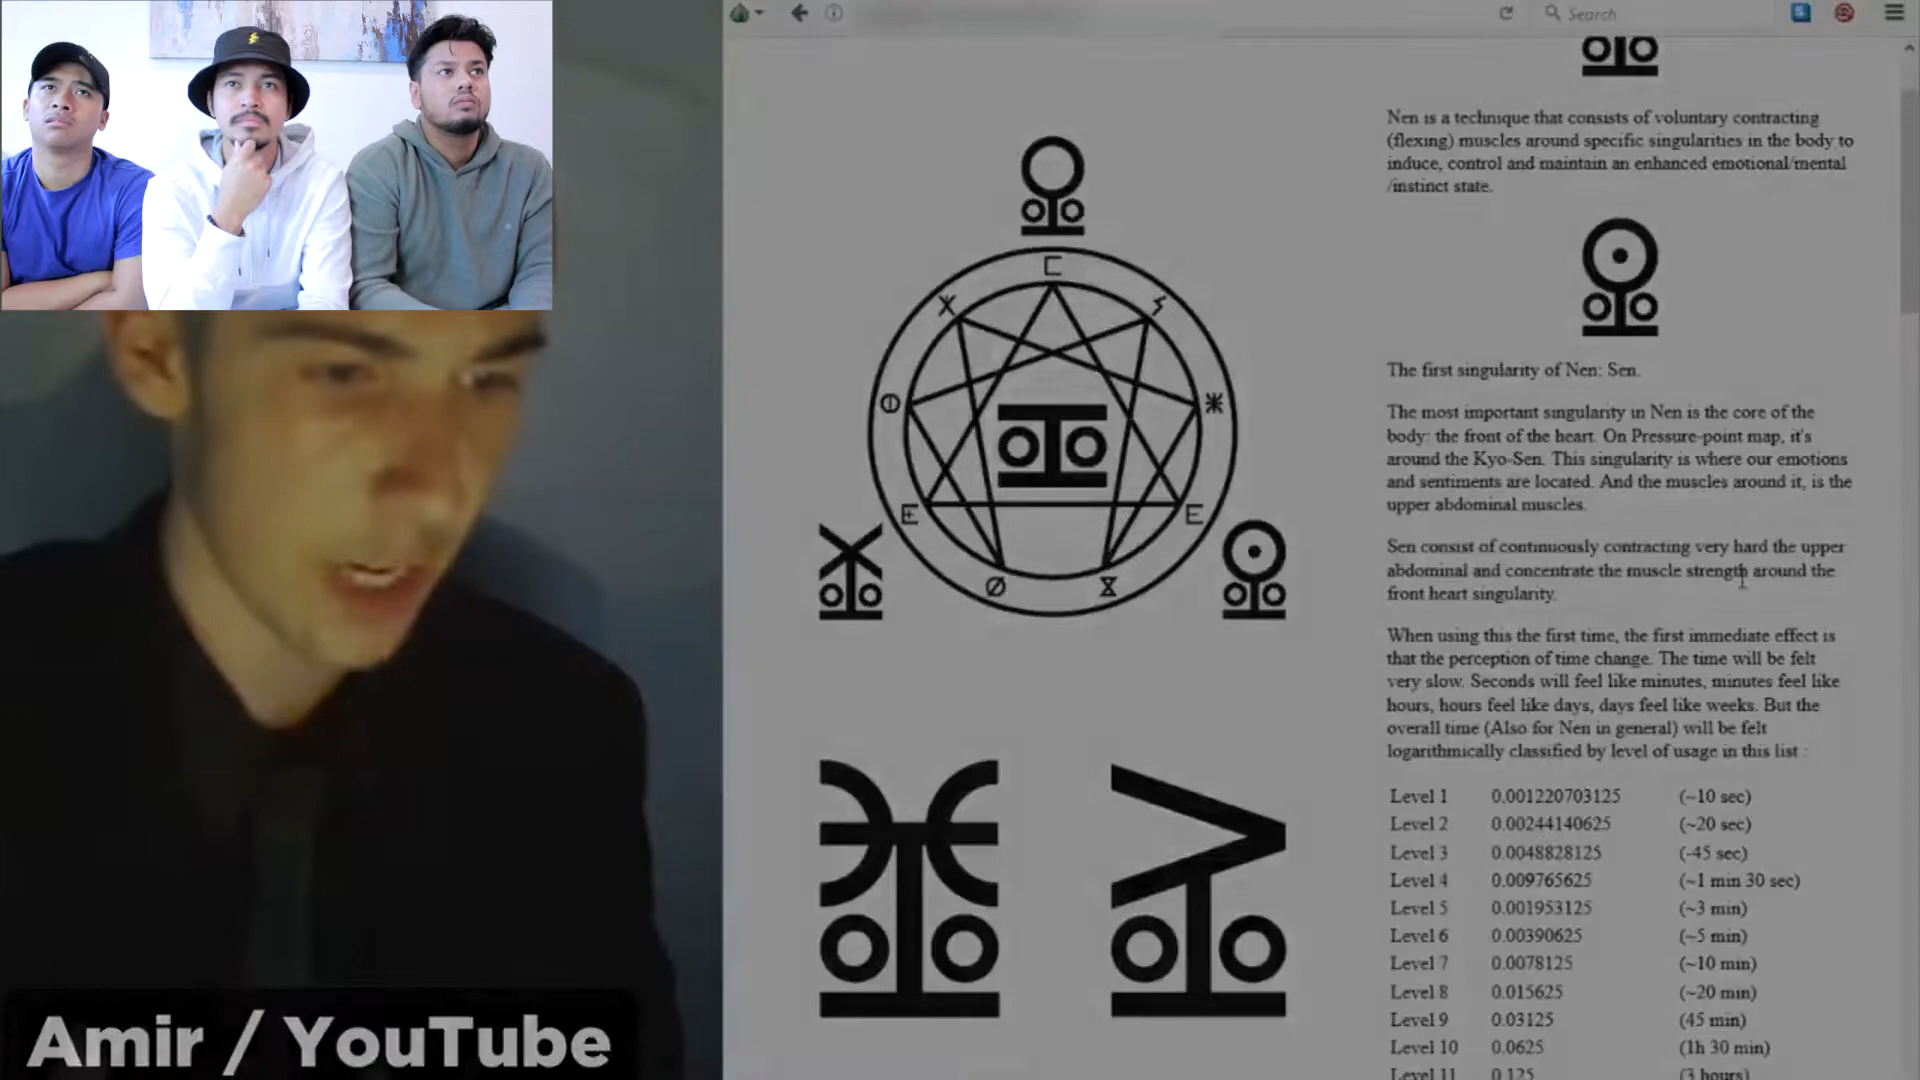 Search
Nen is a technique that consists of voluntary contracting
(flexing) muscles around specific singularities in the body to
induce, control and maintain an enhanced emotional/mental
/instinct state.
The first singularity of Nen: Sen.
The most important singularity in Nen is the core of the
body: the front of the heart. On Pressure-point map, it's
around the Kyo-Sen. This singularity is where our emotions
and sentiments are located. And the muscles around it, is the
upper abdominal muscles.
Sen consist of continuously contracting very hard the upper
abdominal and concentrate the muscle strength around the
front heart singularity.
When using this the first time, the first immediate effect is
that the perception of time change. The time will be felt
very slow. Seconds will feel like minutes, minutes feel like
hours, hours feel like days, days feel like weeks. But the
overall time (Also for Nen in general) will be felt
logarithmically classified by level of usage in this list :
Level 1 0.001220703125 (~10 sec)
Level 2 0.00244140625 (~20 sec)
Level 3 0.0048828125 (-45 sec)
Level 4 0.009765625 (~1 min 30 sec)
Level 5 0.001953125 (~3 min)
Level 6 0.00390625 (~5 min)
Level 7 0.0078125 (~10 min)
Level 8 0.015625 (~20 min)
Level 9 0.03125 (45 min)
Level 10 0.0625 (1h 30 min)
Level 11 0.125 (3 hours)
Amir / YouTube